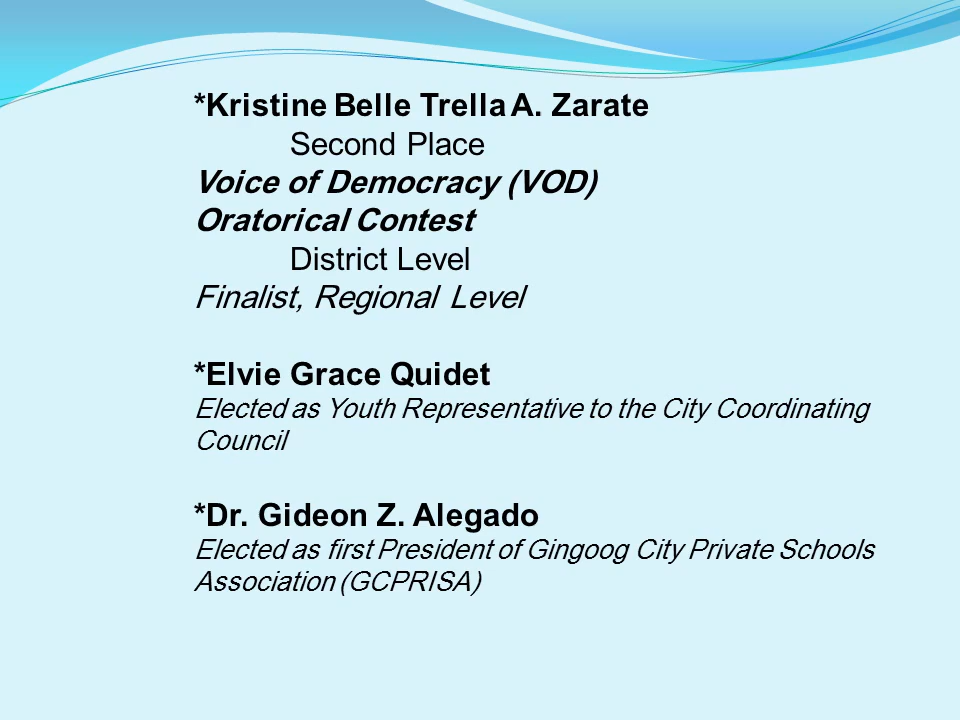 *Kristine Belle Trella A. Zarate
Second Place
Voice of Democracy (VOD)
Oratorical Contest
District Level
Finalist, Regional Level
*Elvie Grace Quidet
Elected as Youth Representative to the City Coordinating
Council
*Dr. Gideon Z. Alegado
Elected as first President of Gingoog City Private Schools
Association (GCPRISA)